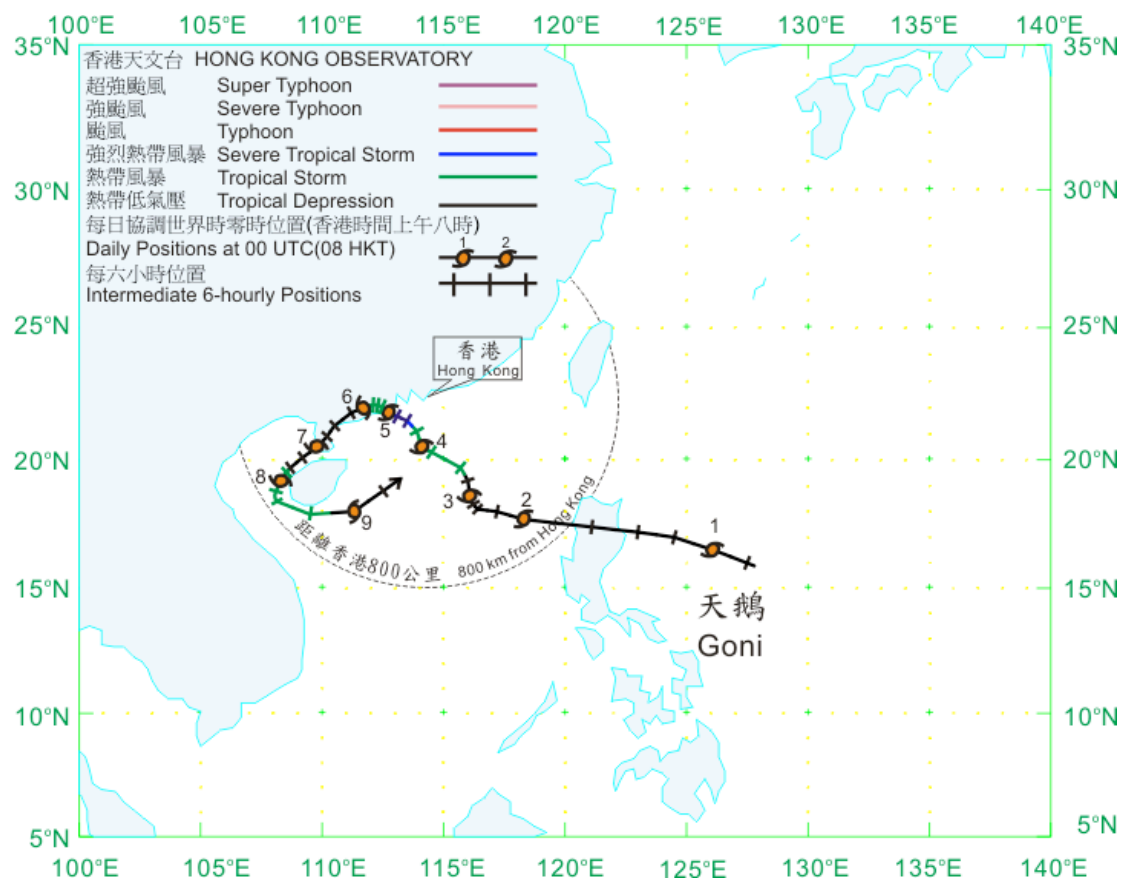 100°E 105°E 110°E 115°E 120°E 125°E 130°E 135°E 140°E
35°N 35°N
香港天文台 HONG KONG OBSERVATORY
超強颱風 Super Typhoon
強颱風 Severe Typhoon
颱風 Typhoon
強烈熱帶風暴 Severe Tropical Storm
熱帶風暴 Tropical Storm
熱帶低氣壓 Tropical Depression
30°N 30°N
每日協調世界時零時位置(香港時間上午八時)
Daily Positions at 00 UTC(08 HKT) 1 2
每六小時位置
Intermediate 6-hourly Positions
25°N 25°N
香港
Hong Kong
6
5
4
7
20°N 20°N
8
3
2
9
1
距離香港800公里 800 km from Hong Kong
15°N 15°N
天鵝
Goni
10°N 10°N
5°N 5°N
100°E 105°E 110°E 115°E 120°E 125°E 130°E 135°E 140°E